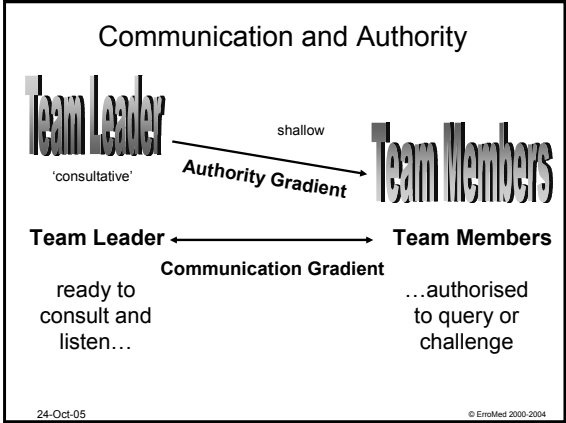 Communication and Authority
Team Leader
shallow
Team Members
'consultative'
Authority Gradient
Team Leader
Team Members
Communication Gradient
ready to
consult and
listen…
…authorised
to query or
challenge
24-Oct-05
© ErroMed 2000-2004